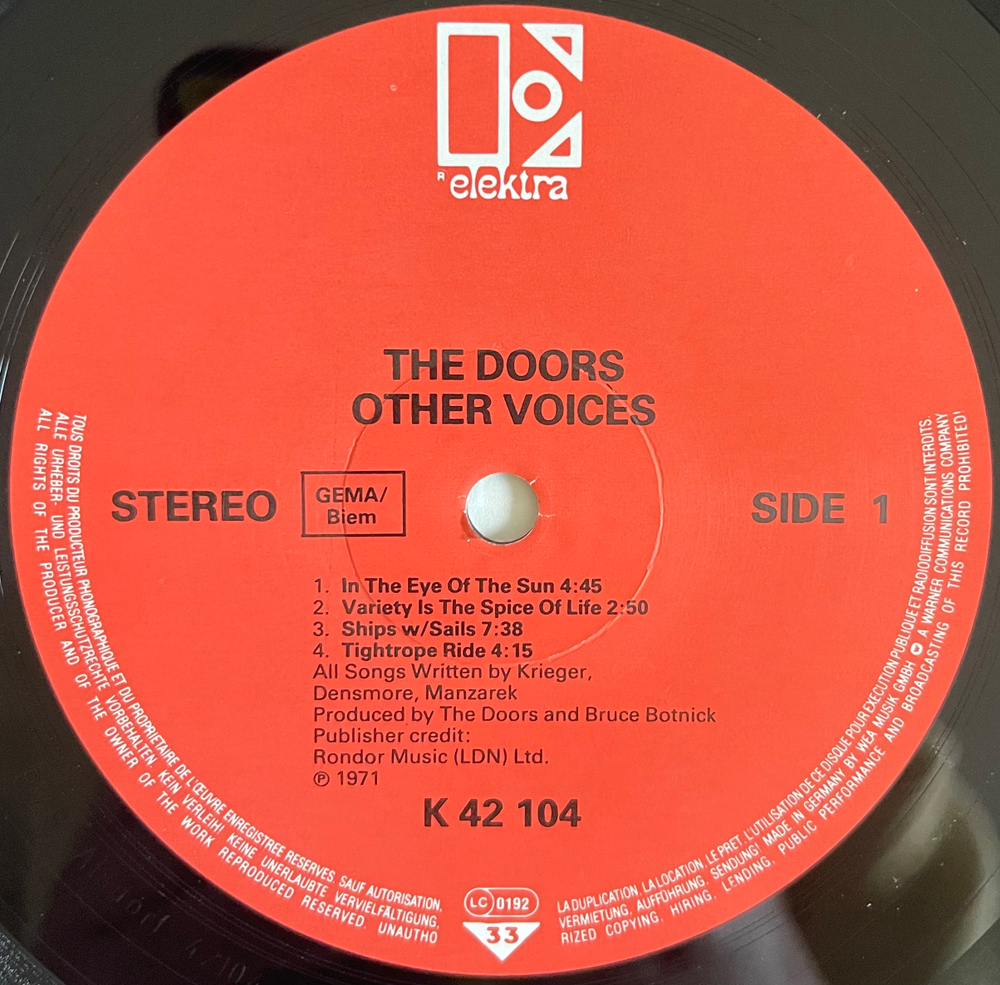 R elektra
THE DOORS
OTHER VOICES
STEREO
GEMA/
Biem
SIDE 1
1. In The Eye Of The Sun 4:45
2. Variety Is The Spice Of Life 2:50
3. Ships w/Sails 7:38
4. Tightrope Ride 4:15
All Songs Written by Krieger,
Densmore, Manzarek
Produced by The Doors and Bruce Botnick
Publisher credit:
Rondor Music (LDN) Ltd.
℗ 1971
K 42 104
TOUS DROITS DU PRODUCTEUR PHONOGRAPHIQUE ET DU PROPRIETAIRE DE L'ŒUVRE ENREGISTREE RESERVES. SAUF AUTORISATION,
LA DUPLICATION, LA LOCATION, LE PRET, L'UTILISATION DE CE DISQUE POUR EXECUTION PUBLIQUE ET RADIODIFFUSION SONT INTERDITS.
ALLE URHEBER- UND LEISTUNGSSCHUTZRECHTE VORBEHALTEN. KEIN VERLEIH! KEINE UNERLAUBTE VERVIELFÄLTIGUNG,
VERMIETUNG, AUFFÜHRUNG, SENDUNG! MADE IN GERMANY BY WEA MUSIK GMBH A WARNER COMMUNICATIONS COMPANY
ALL RIGHTS OF THE PRODUCER AND OF THE OWNER OF THE WORK REPRODUCED RESERVED. UNAUTHO
RIZED COPYING, HIRING, LENDING, PUBLIC PERFORMANCE AND BROADCASTING OF THIS RECORD PROHIBITED!
LC 0192
33